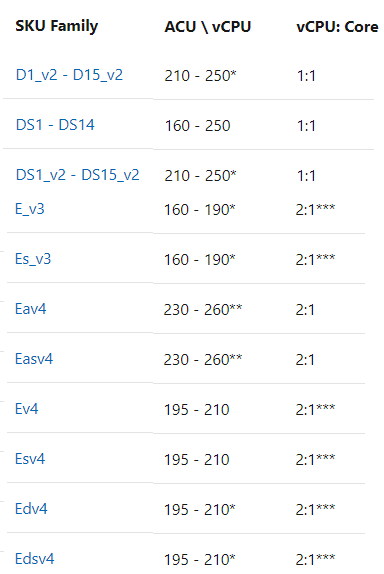 SKU Family ACU \ vCPU vCPU: Core
D1_v2 - D15_v2 210 - 250* 1:1
DS1 - DS14 160 - 250 1:1
DS1_v2 - DS15_v2 210 - 250* 1:1
E_v3 160 - 190* 2:1***
Es_v3 160 - 190* 2:1***
Eav4 230 - 260** 2:1
Easv4 230 - 260** 2:1
Ev4 195 - 210 2:1***
Esv4 195 - 210 2:1***
Edv4 195 - 210* 2:1***
Edsv4 195 - 210* 2:1***